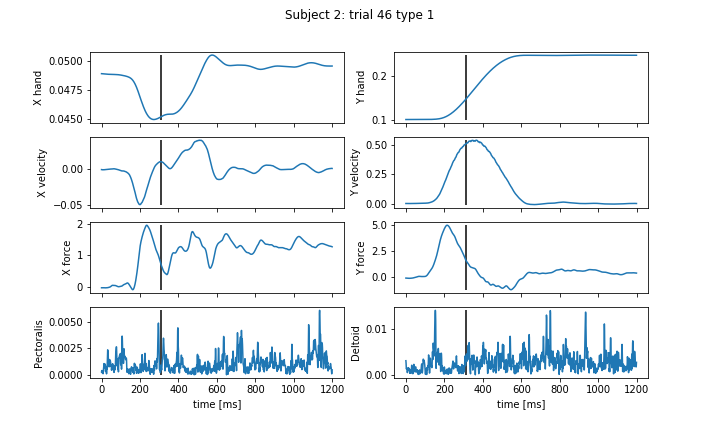 Subject 2: trial 46 type 1
X hand
0.0500
0.0475
0.0450
Y hand
0.2
0.1
X velocity
0.00
−0.05
Y velocity
0.50
0.25
0.00
X force
2
1
0
Y force
5.0
2.5
0.0
Pectoralis
0.0050
0.0025
0.0000
0 200 400 600 800 1000 1200
time [ms]
Deltoid
0.01
0.00
0 200 400 600 800 1000 1200
time [ms]